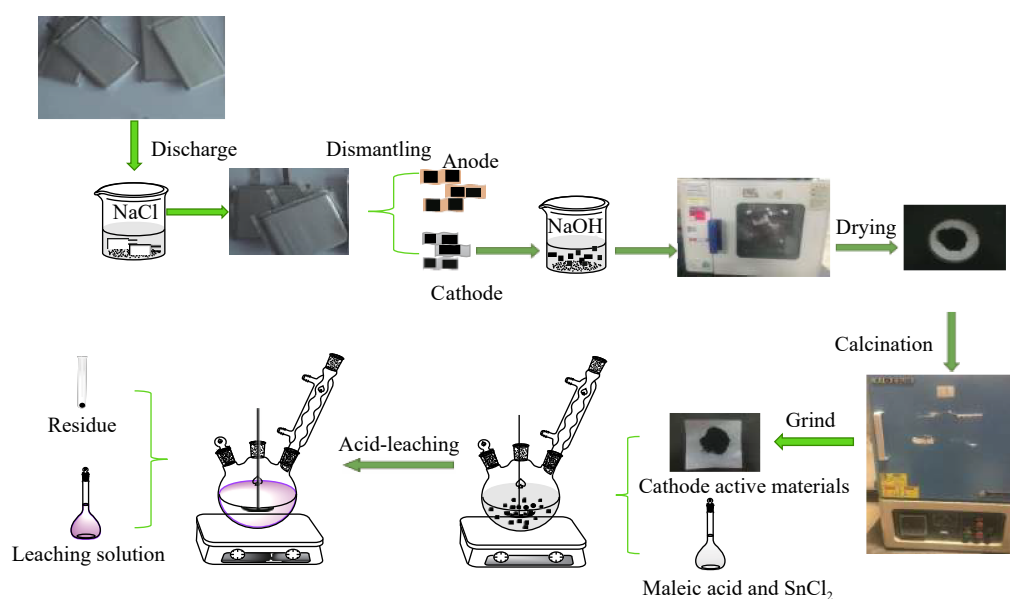 Discharge
Dismantling
Anode
NaCl
NaOH
Drying
Cathode
Calcination
Grind
Residue
Acid-leaching
Cathode active materials
Leaching solution
Maleic acid and SnCl₂